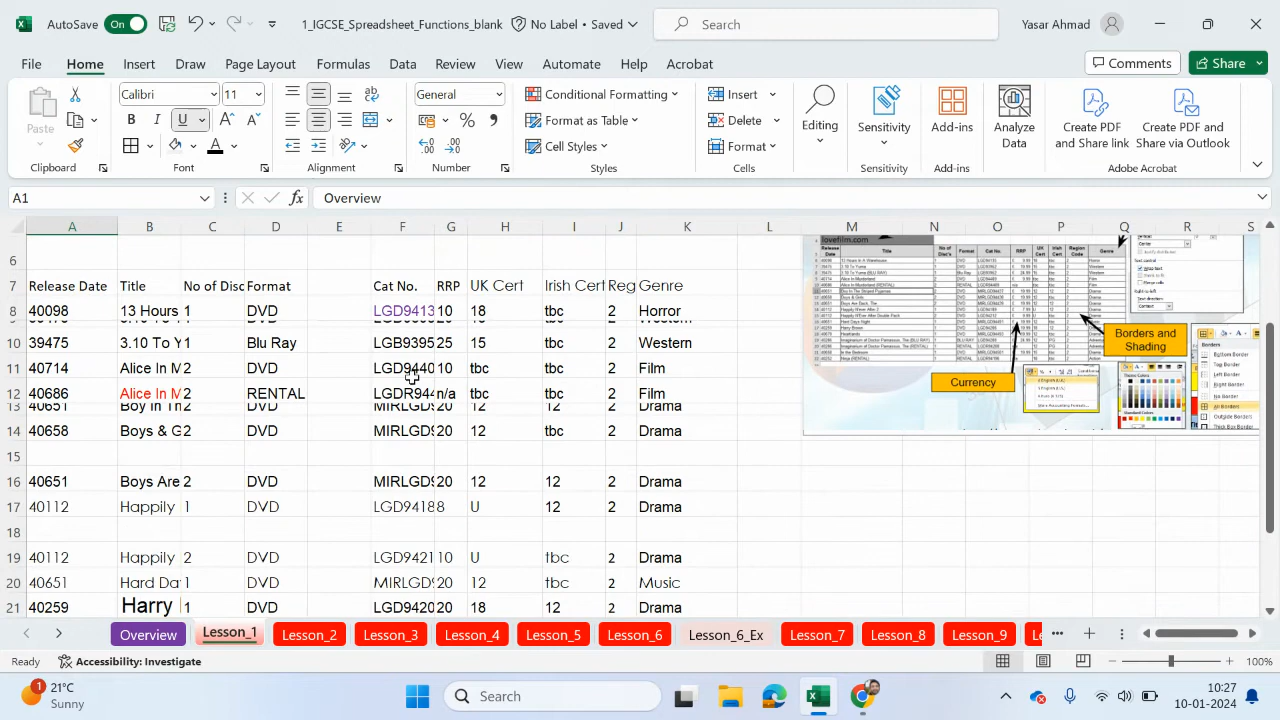 AutoSave On 1_IGCSE_Spreadsheet_Functions_blank No Label • Saved Search Yasar Ahmad
File Home Insert Draw Page Layout Formulas Data Review View Automate Help Acrobat Comments Share
Paste Calibri 11 B I U General Conditional Formatting Format as Table Cell Styles Insert Delete Format Editing Sensitivity Add-ins Analyze Data Create PDF and Share link Create PDF and Share via Outlook
Clipboard Font Alignment Number Styles Cells Sensitivity Add-ins Adobe Acrobat
A1 fx Overview
A B C D E F G H I J K L M N O P Q R S
6
7 Release Date Title No of Disc Format Cat No. RRP UK Cert Irish Cert Reg Genre
8 40098 13 Hours 1 DVD LGD9413 20 18 tbc 2 Horror
10 39475 3.10 To Y 1 Blu Ra LGB9395 25 15 tbc 2 Western
11 40714 Alice In M 2 DVD LGD9440 10 tbc tbc 2 Film
12 40686 Alice In M 2 RENTAL LGDR944 n/a tbc tbc 2 Film
13 40651 Boy In Th 2 DVD MIRLGD 20 12 12 2 Drama
14 40658 Boys & G 2 DVD MIRLGD 20 12 tbc 2 Drama
15
16 40651 Boys Are 2 DVD MIRLGD 20 12 12 2 Drama
17 40112 Happily 1 DVD LGD9418 8 U 12 2 Drama
18
19 40112 Happily 2 DVD LGD9421 10 U tbc 2 Drama
20 40651 Hard Da 1 DVD MIRLGD 20 12 tbc 2 Music
21 40259 Harry 1 DVD LGD9420 20 18 12 2 Drama
lovefilm.com
Currency
Borders and
Shading
Overview Lesson_1 Lesson_2 Lesson_3 Lesson_4 Lesson_5 Lesson_6 Lesson_6_Ex Lesson_7 Lesson_8 Lesson_9
Ready Accessibility: Investigate 100%
1 21°C Sunny Search 10:27 10-01-2024